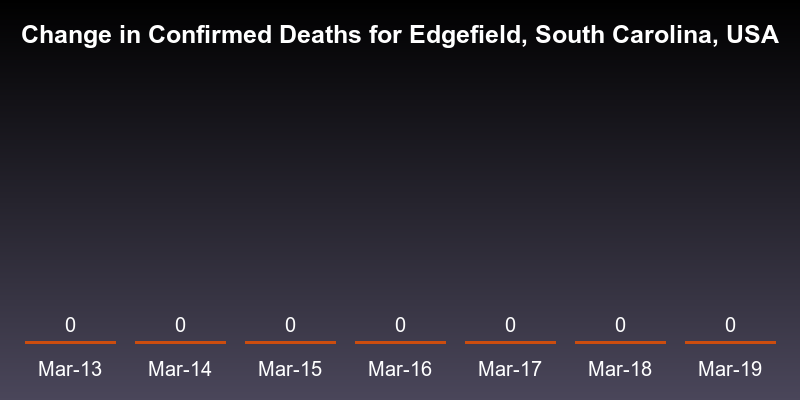 Change in Confirmed Deaths for Edgefield, South Carolina, USA
0 0 0 0 0 0 0
Mar-13 Mar-14 Mar-15 Mar-16 Mar-17 Mar-18 Mar-19